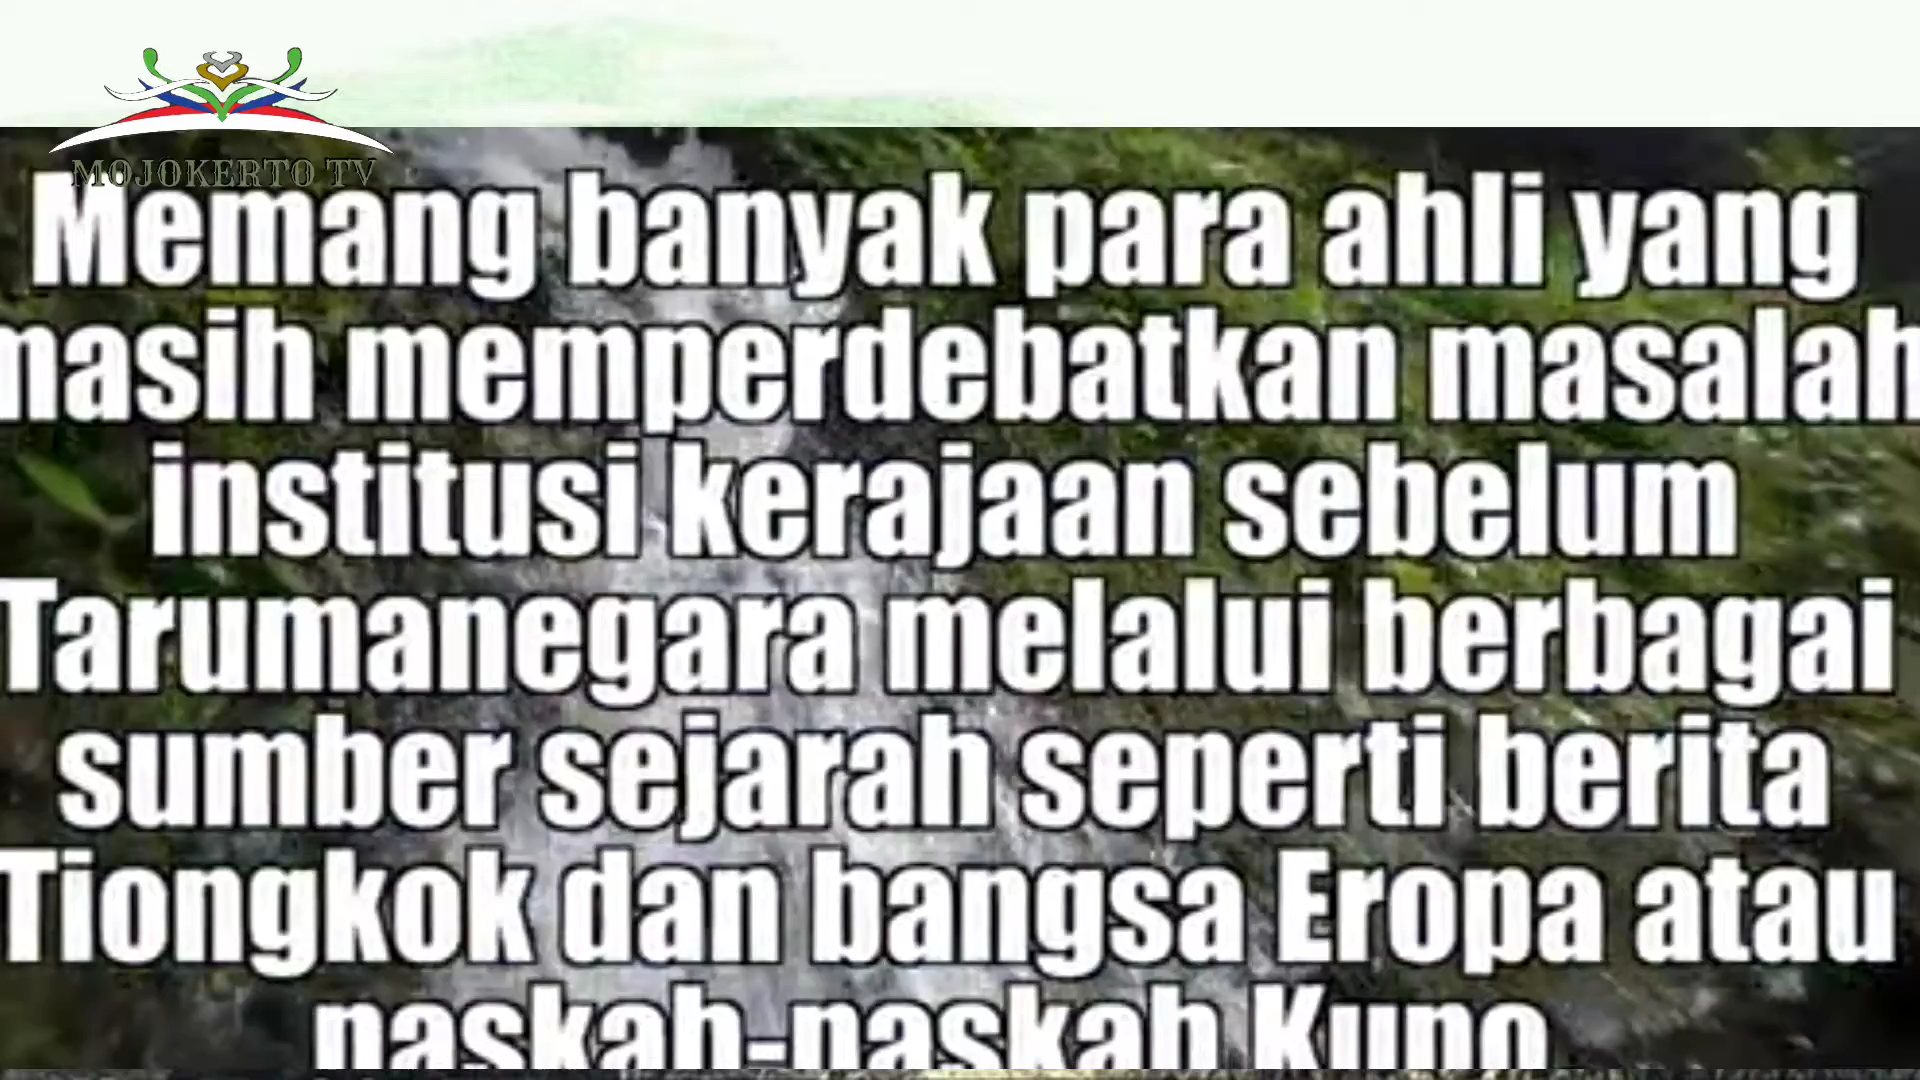 MOJOKERTO TV
Memang banyak para ahli yang
masih memperdebatkan masalah
institusi kerajaan sebelum
Tarumanegara melalui berbagai
sumber sejarah seperti berita
Tiongkok dan bangsa Eropa atau
naskah-naskah Kuno